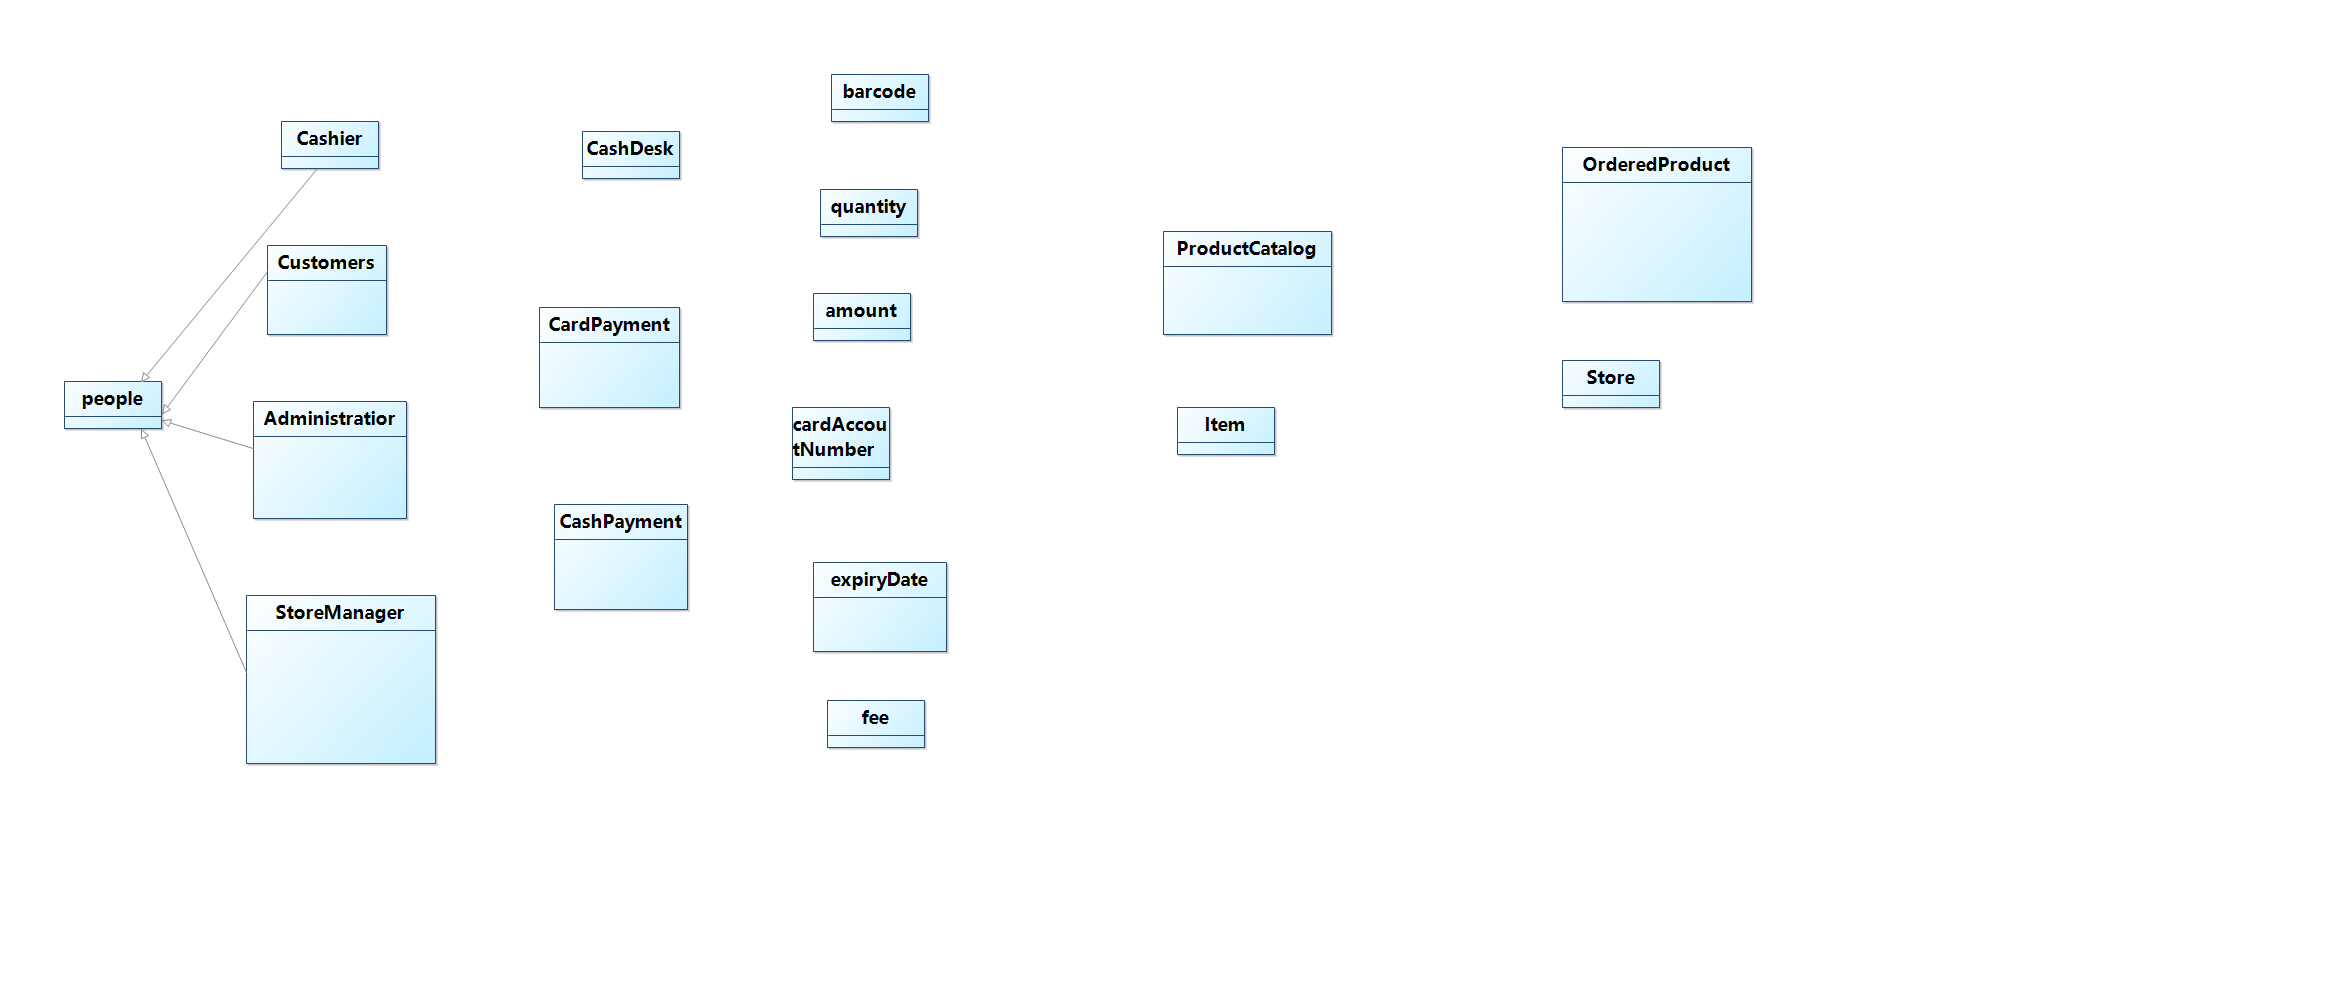 barcode
Cashier
CashDesk
OrderedProduct
quantity
ProductCatalog
Customers
amount
CardPayment
Store
people
Administratior
cardAccou
tNumber
Item
CashPayment
expiryDate
StoreManager
fee